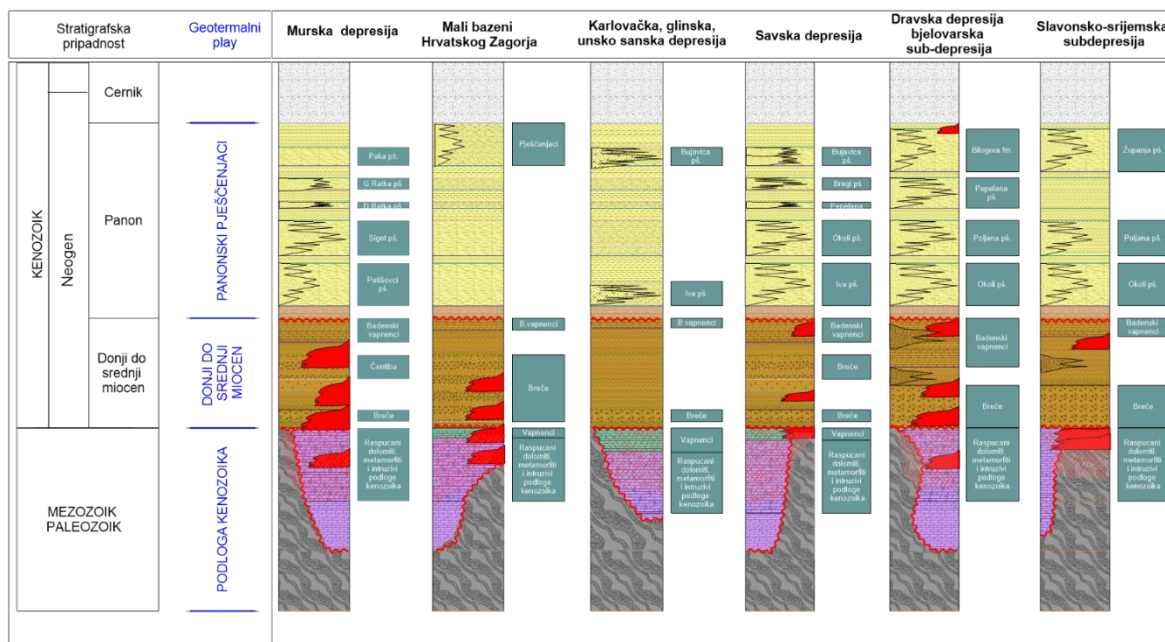 Stratigrafska
pripadnost
Geotermalni
play
Murska depresija
Mali bazeni
Hrvatskog Zagorja
Karlovačka, glinska,
unsko sanska depresija
Savska depresija
Dravska depresija
bjelovarska
sub-depresija
Slavonsko-srijemska
subdepresija
KENOZOIK
Neogen
Cernik
Panon
Donji do
srednji
miocen
MEZOZOIK
PALEOZOIK
PANONSKI PJEŠČENJACI
DONJI DO
SREDNJI
MIOCEN
PODLOGA KENOZOIKA
Paka pš.
G.Ratka pš.
D.Ratka pš.
Siget pš.
Petišovci
pš.
Badenski
vapnenci
Čentiba
Breče
Raspucani
dolomiti,
metamorfiti
i intruzivi
podloge
kenozoika
Pješčenjaci
B.vapnenci
Breče
Vapnenci
Raspucani
dolomiti,
metamorfiti
i intruzivi
podloge
kenozoika
Bujavica
pš.
Iva pš.
B.vapnenci
Breče
Vapnenci
Raspucani
dolomiti,
metamorfiti
i intruzivi
podloge
kenozoika
Bujavica
pš.
Bregi pš.
Pepelana
Okoli pš.
Iva pš.
Badenski
vapnenci
Breče
Breče
Vapnenci
Raspucani
dolomiti,
metamorfiti
i intruzivi
podloge
kenozoika
Bilogora fm
Pepelana
pš.
Poljana pš.
Okoli pš.
Badenski
vapnenci
Breče
Raspucani
dolomiti,
metamorfiti
i intruzivi
podloge
kenozoika
Županja pš.
Poljana pš.
Okoli pš.
Badenski
vapnenci
Breče
Raspucani
dolomiti,
metamorfiti
i intruzivi
podloge
kenozoika